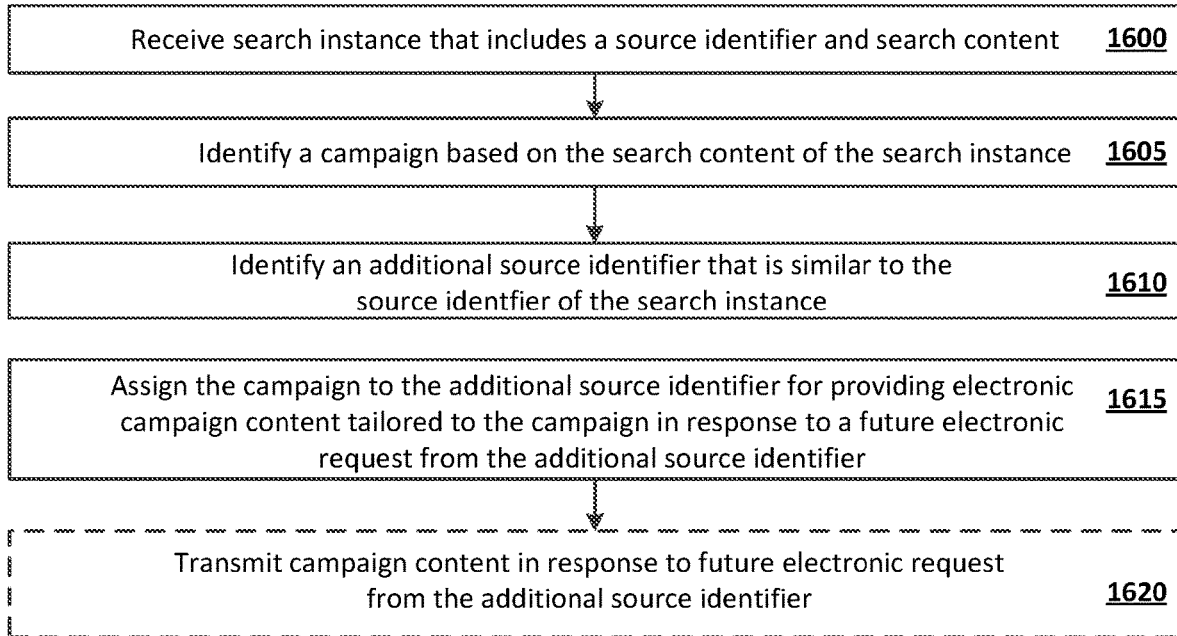 Receive search instance that includes a source identifier and search content 1600
Identify a campaign based on the search content of the search instance 1605
Identify an additional source identifier that is similar to the
source identfier of the search instance 1610
Assign the campaign to the additional source identifier for providing electronic 1615
campaign content tailored to the campaign in response to a future electronic
request from the additional source identifier
Transmit campaign content in response to future electronic request
from the additional source identifier 1620